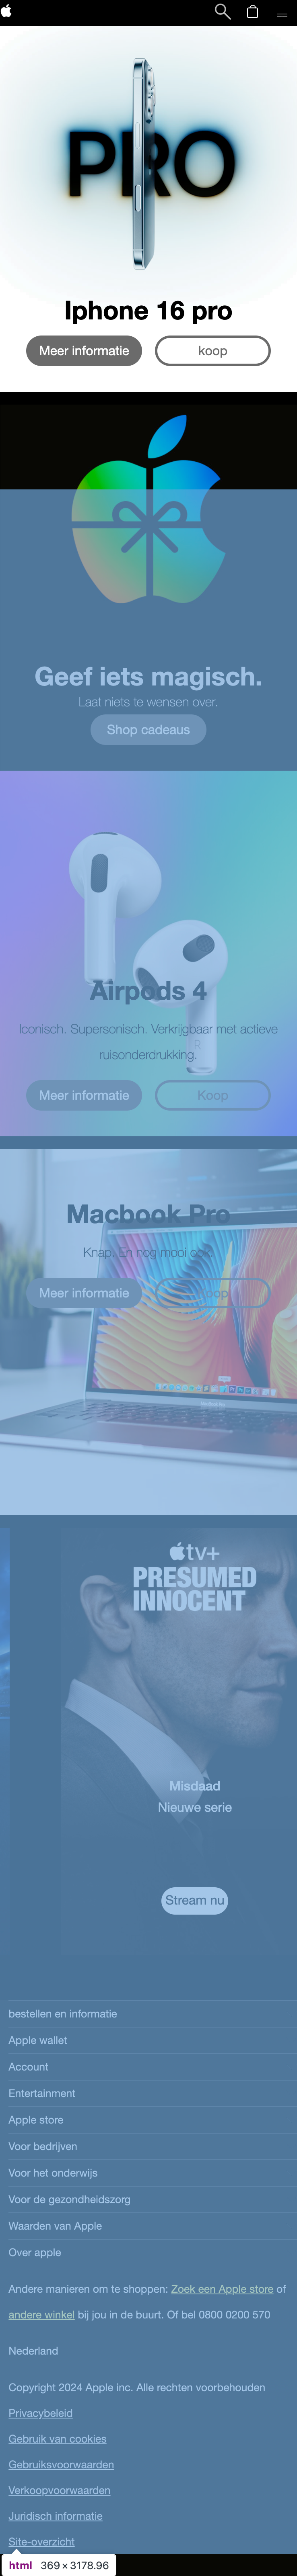 PRO
Iphone 16 pro
Meer informatie koop
Geef iets magisch.
Laat niets te wensen over.
Shop cadeaus
Airpods 4
Iconisch. Supersonisch. Verkrijgbaar met actieve
ruisonderdrukking.
Meer informatie Koop
Macbook Pro
Knap. En nog mooi ook.
Meer informatie Koop
tv+
PRESUMED
INNOCENT
Misdaad
Nieuwe serie
Stream nu
bestellen en informatie
Apple wallet
Account
Entertainment
Apple store
Voor bedrijven
Voor het onderwijs
Voor de gezondheidszorg
Waarden van Apple
Over apple
Andere manieren om te shoppen: Zoek een Apple store of
andere winkel bij jou in de buurt. Of bel 0800 0200 570
Nederland
Copyright 2024 Apple inc. Alle rechten voorbehouden
Privacybeleid
Gebruik van cookies
Gebruiksvoorwaarden
Verkoopvoorwaarden
Juridisch informatie
Site-overzicht
html 369 × 3178.96